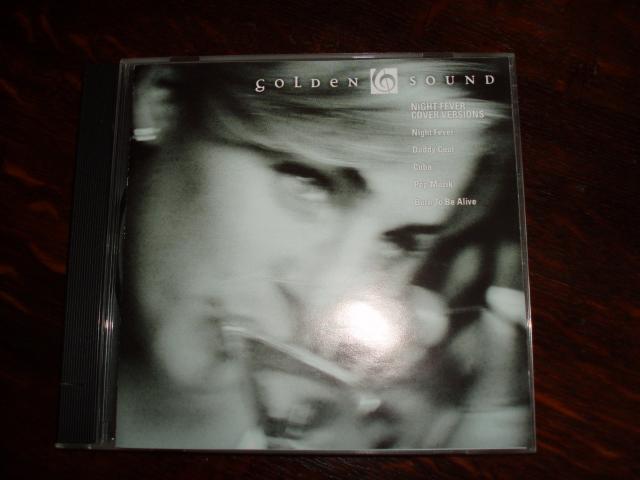 GOLDEN SOUND
NIGHT FEVER
COVER VERSIONS
Night Fever
Daddy Cool
Cuba
Pop Muzik
Born To Be Alive